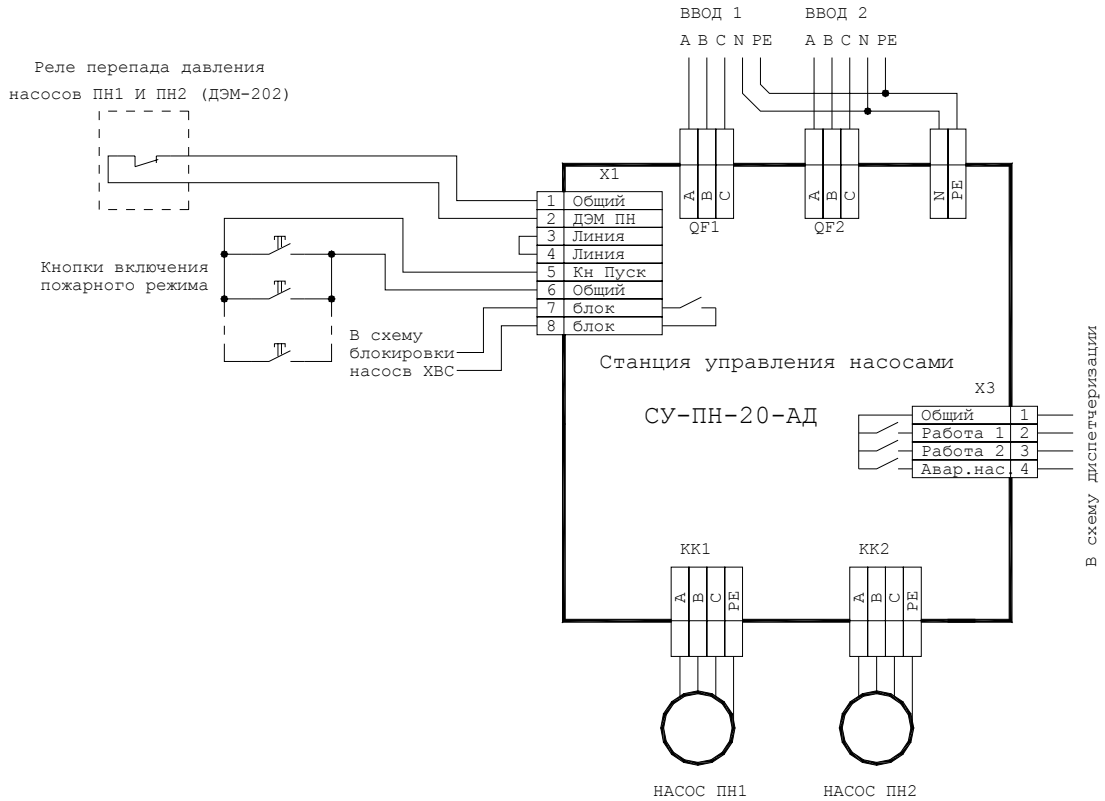 ВВОД 1
ВВОД 2
A B C N PE
A B C N PE
Реле перепада давления
насосов ПН1 И ПН2 (ДЭМ-202)
X1
1 Общий
2 ДЭМ ПН
3 Линия
4 Линия
5 Кн Пуск
6 Общий
7 блок
8 блок
A B C
QF1
A B C
QF2
N PE
Кнопки включения
пожарного режима
В схему
блокировки
насосв ХВС
Станция управления насосами
СУ-ПН-20-АД
X3
Общий 1
Работа 1 2
Работа 2 3
Авар.нас. 4
В схему диспетчеризации
КК1
A B C PE
КК2
A B C PE
НАСОС ПН1
НАСОС ПН2